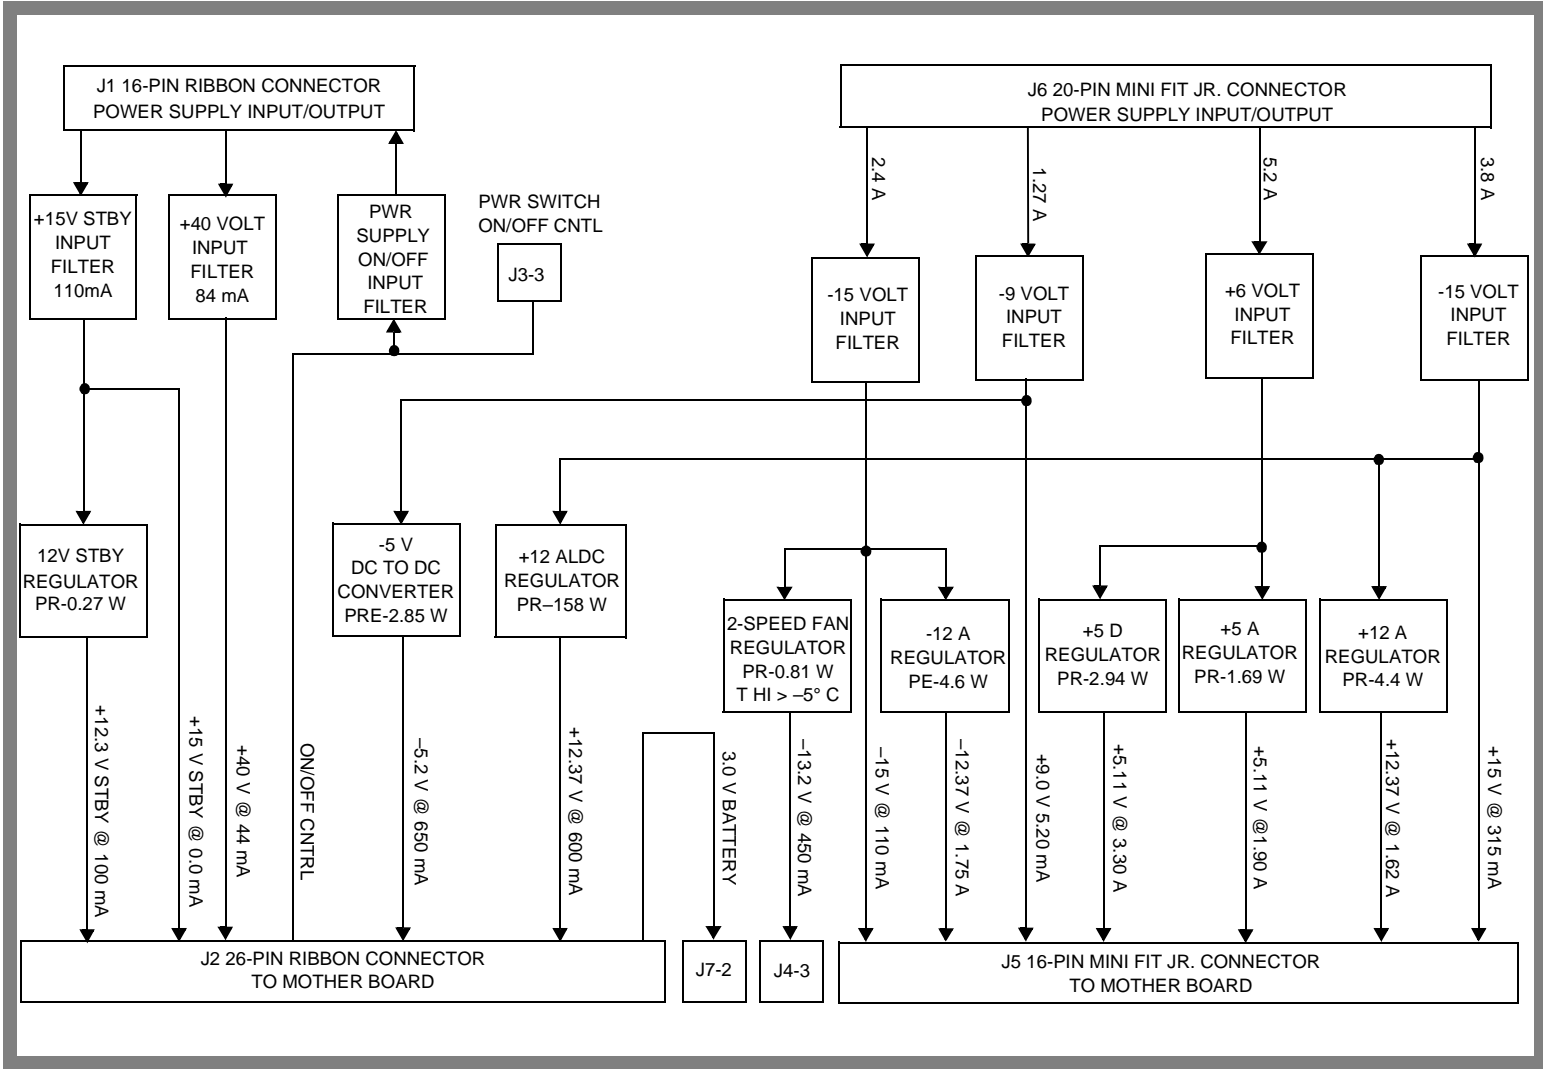 J1 16-PIN RIBBON CONNECTOR
POWER SUPPLY INPUT/OUTPUT
J6 20-PIN MINI FIT JR. CONNECTOR
POWER SUPPLY INPUT/OUTPUT
2.4 A
1.27 A
5.2 A
3.8 A
+15V STBY
INPUT
FILTER
110mA
+40 VOLT
INPUT
FILTER
84 mA
PWR
SUPPLY
ON/OFF
INPUT
FILTER
PWR SWITCH
ON/OFF CNTL
J3-3
-15 VOLT
INPUT
FILTER
-9 VOLT
INPUT
FILTER
+6 VOLT
INPUT
FILTER
-15 VOLT
INPUT
FILTER
12V STBY
REGULATOR
PR-0.27 W
-5 V
DC TO DC
CONVERTER
PRE-2.85 W
+12 ALDC
REGULATOR
PR–158 W
2-SPEED FAN
REGULATOR
PR-0.81 W
T HI > –5° C
-12 A
REGULATOR
PE-4.6 W
+5 D
REGULATOR
PR-2.94 W
+5 A
REGULATOR
PR-1.69 W
+12 A
REGULATOR
PR-4.4 W
+12.3 V STBY @ 100 mA
+15 V STBY @ 0.0 mA
+40 V @ 44 mA
ON/OFF CNTRL
–5.2 V @ 650 mA
+12.37 V @ 600 mA
3.0 V BATTERY
–13.2 V @ 450 mA
–15 V @ 110 mA
–12.37 V @ 1.75 A
+9.0 V 5.20 mA
+5.11 V @ 3.30 A
+5.11 V @1.90 A
+12.37 V @ 1.62 A
+15 V @ 315 mA
J2 26-PIN RIBBON CONNECTOR
TO MOTHER BOARD
J7-2
J4-3
J5 16-PIN MINI FIT JR. CONNECTOR
TO MOTHER BOARD